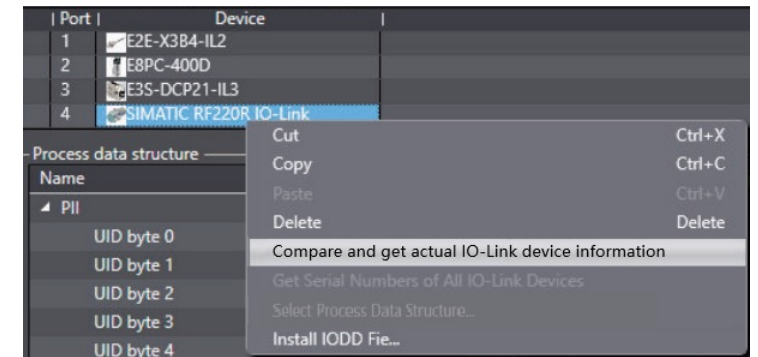 | Port | Device |
1 E2E-X3B4-IL2
2 E8PC-400D
3 E3S-DCP21-IL3
4 SIMATIC RF220R IO-Link
Process data structure
Name
PII
UID byte 0
UID byte 1
UID byte 2
UID byte 3
UID byte 4
Cut Ctrl+X
Copy Ctrl+C
Paste Ctrl+V
Delete Delete
Compare and get actual IO-Link device information
Get Serial Numbers of All IO-Link Devices
Select Process Data Structure...
Install IODD Fie...